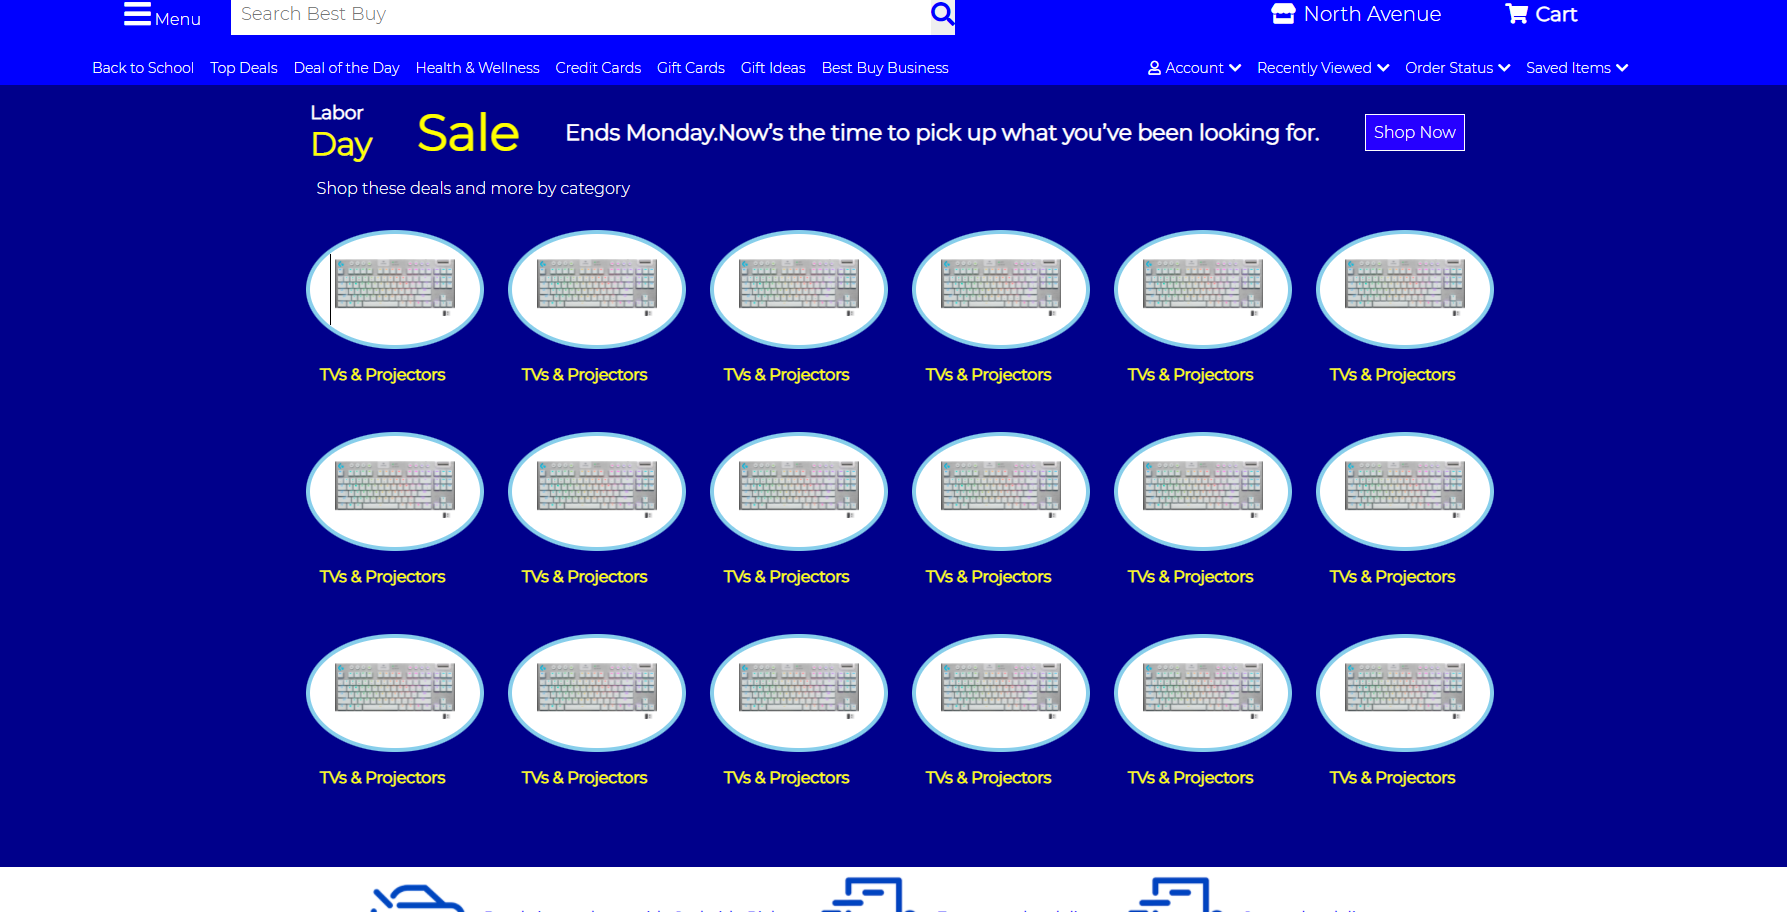 Menu
Search Best Buy
North Avenue
Cart
Back to School Top Deals Deal of the Day Health & Wellness Credit Cards Gift Cards Gift Ideas Best Buy Business
Account Recently Viewed Order Status Saved Items
Labor
Day
Sale
Ends Monday.Now’s the time to pick up what you’ve been looking for.
Shop Now
Shop these deals and more by category
TVs & Projectors TVs & Projectors TVs & Projectors TVs & Projectors TVs & Projectors TVs & Projectors
TVs & Projectors TVs & Projectors TVs & Projectors TVs & Projectors TVs & Projectors TVs & Projectors
TVs & Projectors TVs & Projectors TVs & Projectors TVs & Projectors TVs & Projectors TVs & Projectors